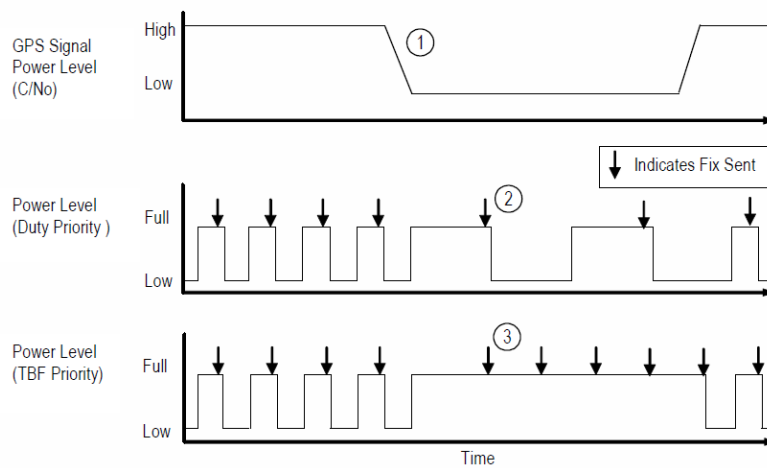 High
GPS Signal
Power Level
(C/No)
Low
1
Indicates Fix Sent
Power Level
(Duty Priority )
Full
Low
2
Power Level
(TBF Priority)
Full
Low
3
Time